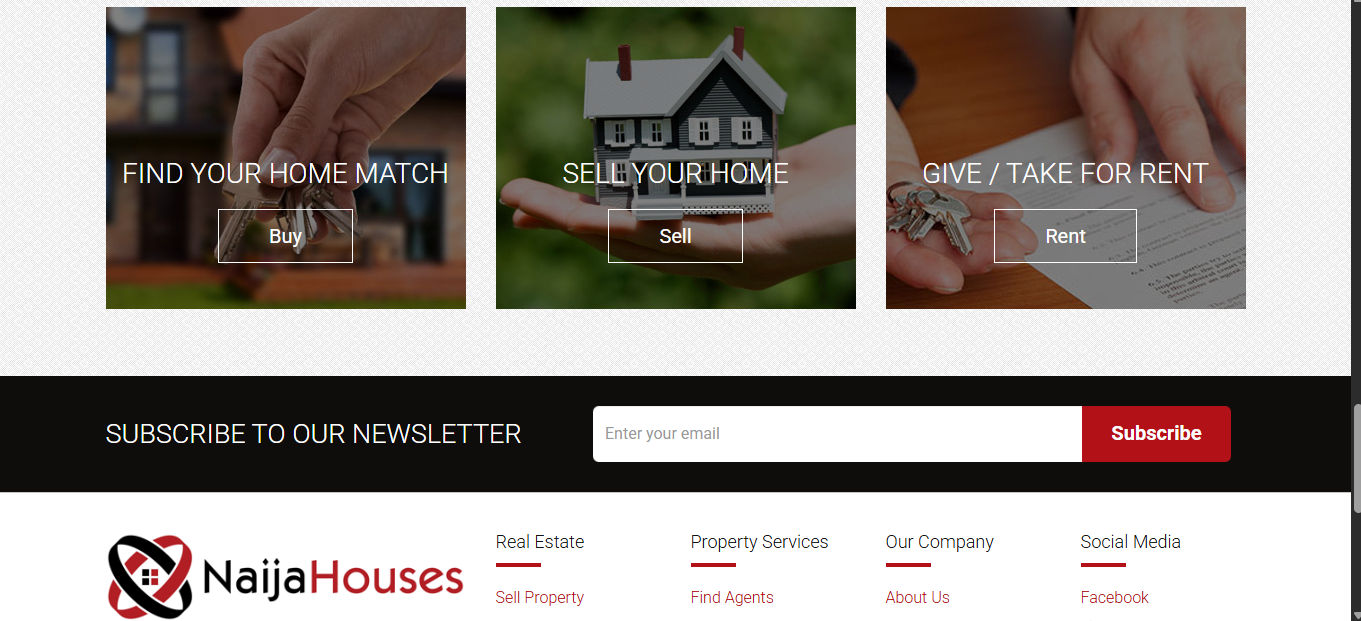 FIND YOUR HOME MATCH
Buy
SELL YOUR HOME
Sell
GIVE / TAKE FOR RENT
Rent
SUBSCRIBE TO OUR NEWSLETTER
Enter your email
Subscribe
NaijaHouses
Real Estate
Sell Property
Property Services
Find Agents
Our Company
About Us
Social Media
Facebook